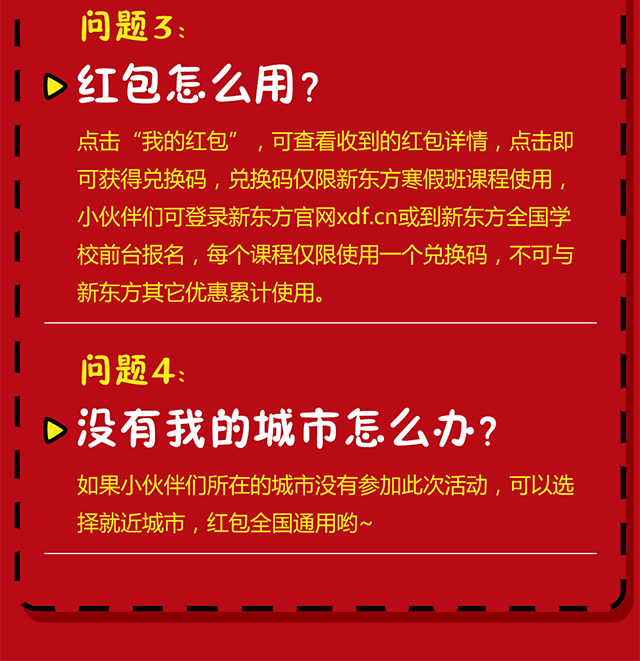 问题3:
红包怎么用?
点击“我的红包”，可查看收到的红包详情，点击即
可获得兑换码，兑换码仅限新东方寒假班课程使用，
小伙伴们可登录新东方官网xdf.cn或到新东方全国学
校前台报名，每个课程仅限使用一个兑换码，不可与
新东方其它优惠累计使用。
问题4:
没有我的城市怎么办?
如果小伙伴们所在的城市没有参加此次活动，可以选
择就近城市，红包全国通用哟~